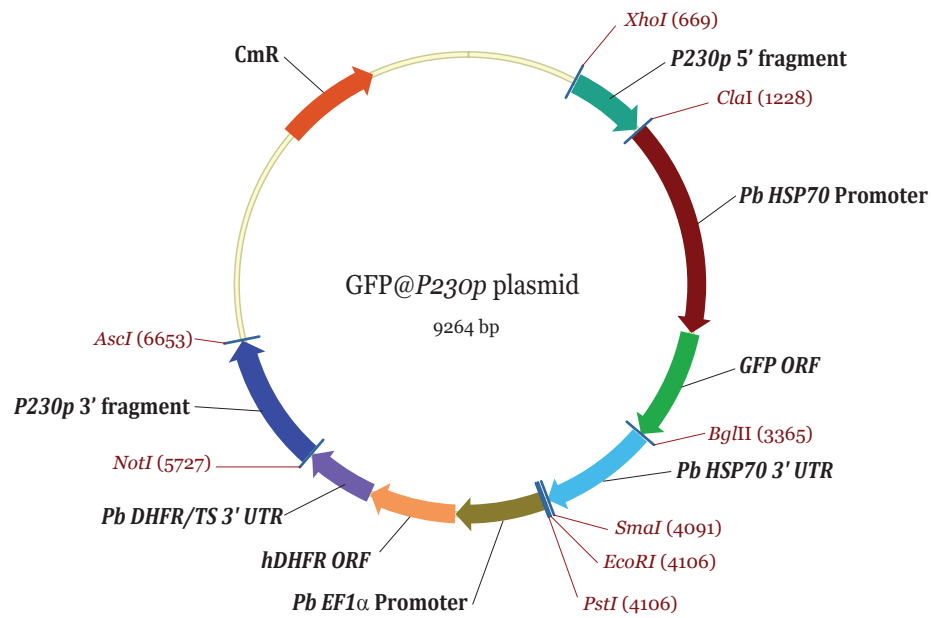 XhoI (669)
CmR
P230p 5' fragment
ClaI (1228)
Pb HSP70 Promoter
GFP@P230p plasmid
9264 bp
AscI (6653)
GFP ORF
P230p 3' fragment
BglII (3365)
NotI (5727)
Pb HSP70 3' UTR
Pb DHFR/TS 3' UTR
SmaI (4091)
hDHFR ORF
EcoRI (4106)
Pb EF1α Promoter
PstI (4106)